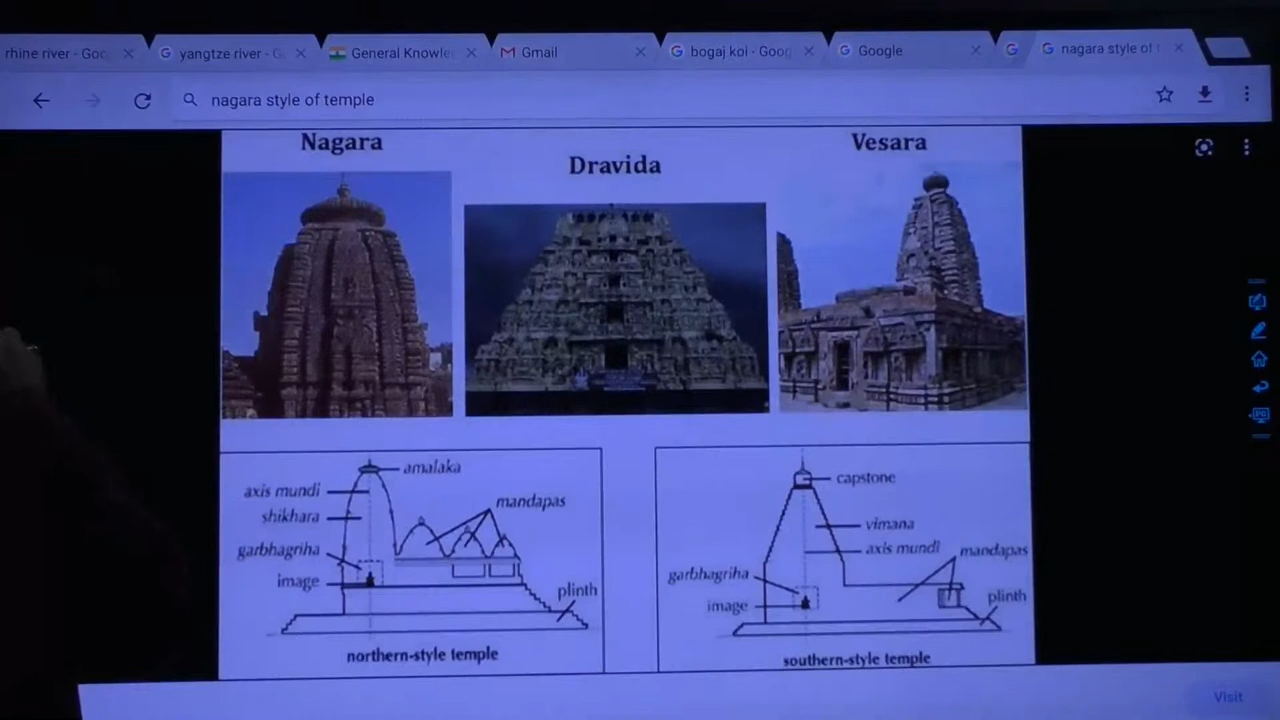 rhine river - Goo
yangtze river - G
General Knowle
Gmail
bogaj koi - Goog
Google
nagara style of t
nagara style of temple
Nagara
Dravida
Vesara
amalaka
axis mundi
shikhara
mandapas
garbhagriha
image
plinth
northern-style temple
capstone
vimana
axis mundi
mandapas
garbhagriha
image
plinth
southern-style temple
Visit